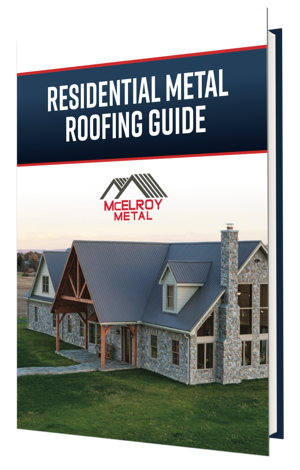 RESIDENTIAL METAL
ROOFING GUIDE
McELROY
METAL